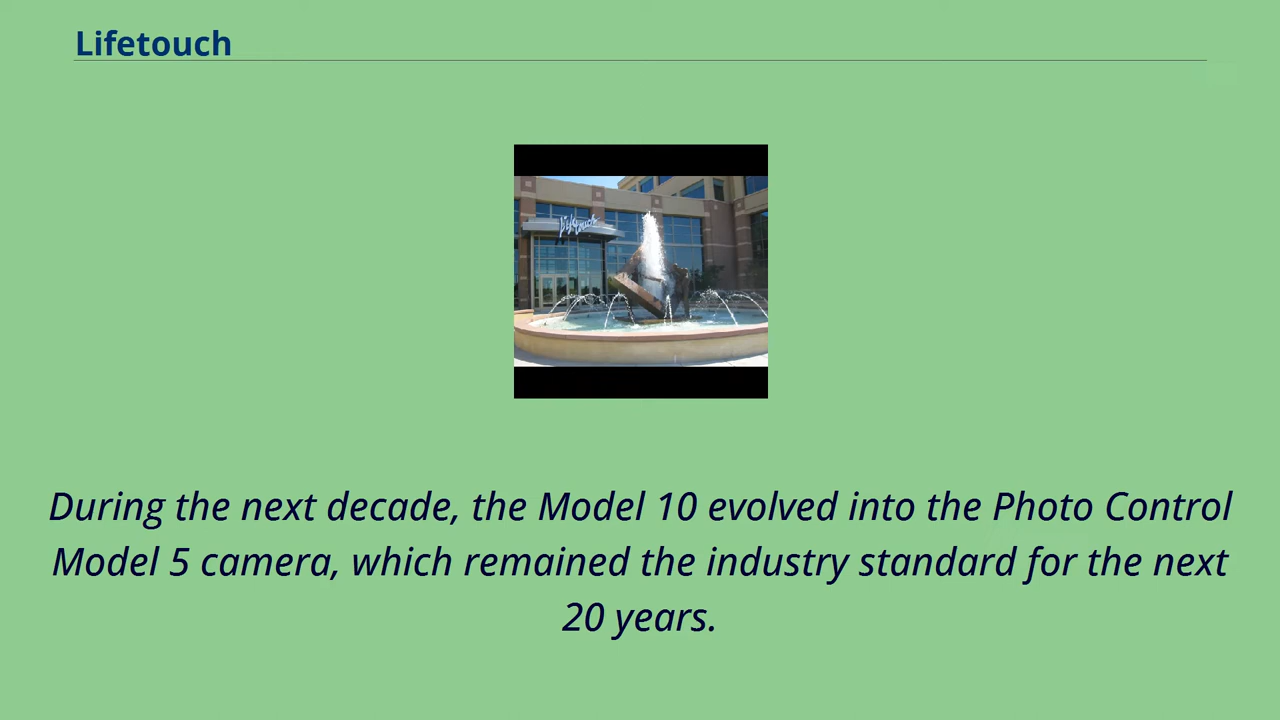 Lifetouch
Lifetouch
During the next decade, the Model 10 evolved into the Photo Control
Model 5 camera, which remained the industry standard for the next
20 years.